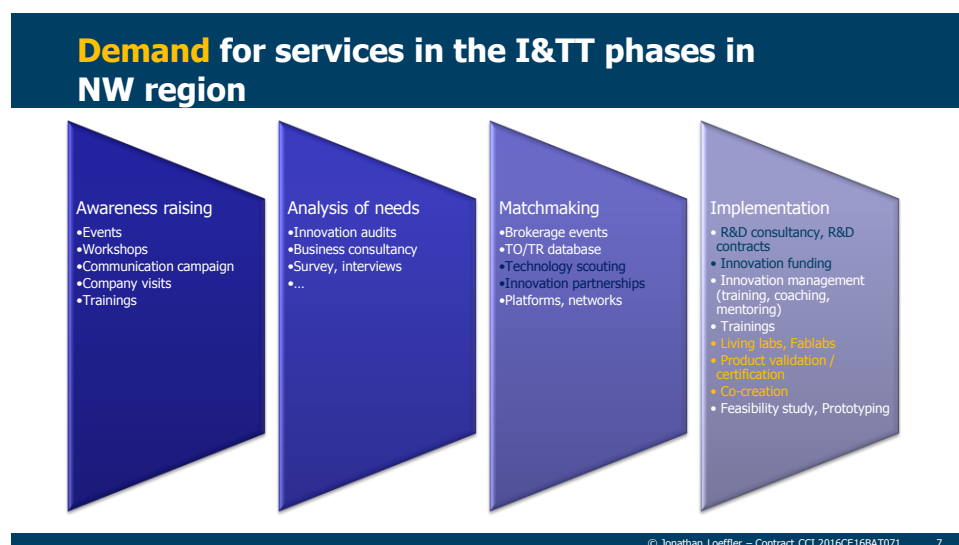 Demand for services in the I&TT phases in
NW region
Awareness raising
•Events
•Workshops
•Communication campaign
•Company visits
•Trainings
Analysis of needs
•Innovation audits
•Business consultancy
•Survey, interviews
•…
Matchmaking
•Brokerage events
•TO/TR database
•Technology scouting
•Innovation partnerships
•Platforms, networks
Implementation
• R&D consultancy, R&D
contracts
• Innovation funding
• Innovation management
(training, coaching,
mentoring)
• Trainings
• Living labs, Fablabs
• Product validation /
certification
• Co-creation
• Feasibility study, Prototyping
© Jonathan Loeffler – Contract CCI 2016CE16BAT071 7